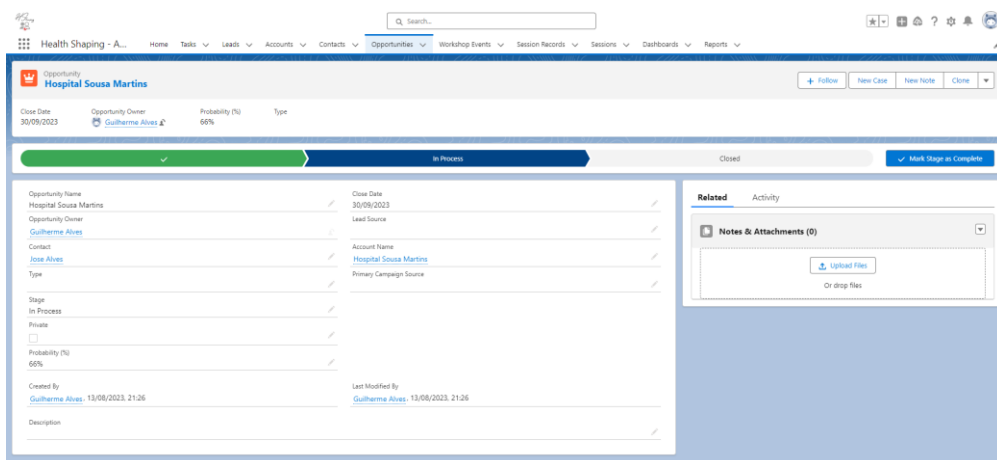 Search...
Health Shaping - A... Home Tasks Leads Accounts Contacts Opportunities Workshop Events Session Records Sessions Dashboards Reports
Opportunity
Hospital Sousa Martins
+ Follow New Case New Note Clone
Close Date Opportunity Owner Probability (%) Type
30/09/2023 Guilherme Alves 66%
In Process Closed Mark Stage as Complete
Opportunity Name Close Date
Hospital Sousa Martins 30/09/2023
Opportunity Owner Lead Source
Guilherme Alves
Contact Account Name
Jose Alves Hospital Sousa Martins
Type Primary Campaign Source
Stage
In Process
Private
Probability (%)
66%
Created By Last Modified By
Guilherme Alves, 13/08/2023, 21:26 Guilherme Alves, 13/08/2023, 21:26
Description
Related Activity
Notes & Attachments (0)
Upload Files
Or drop files